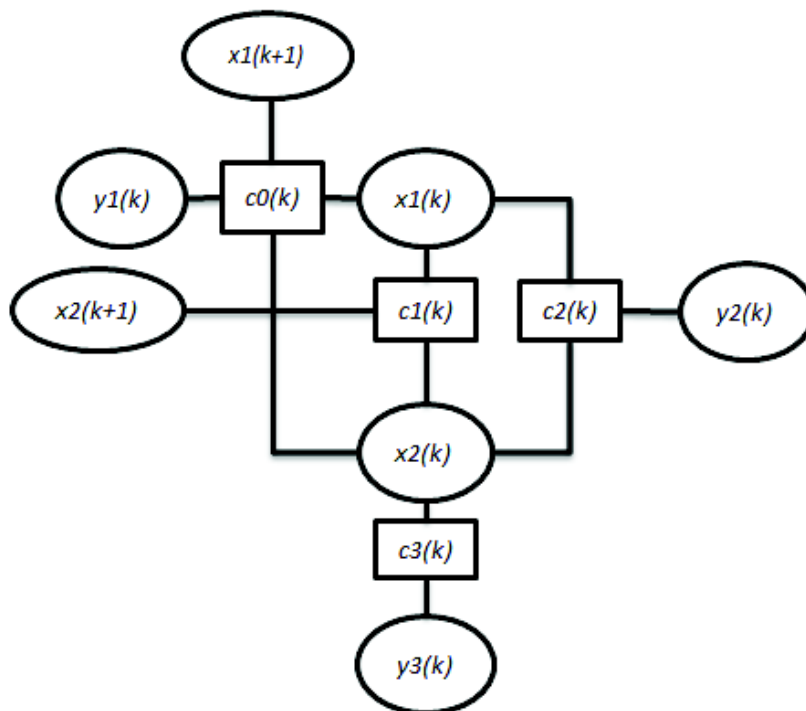 x1(k+1)
y1(k)
c0(k)
x1(k)
x2(k+1)
c1(k)
c2(k)
y2(k)
x2(k)
c3(k)
y3(k)